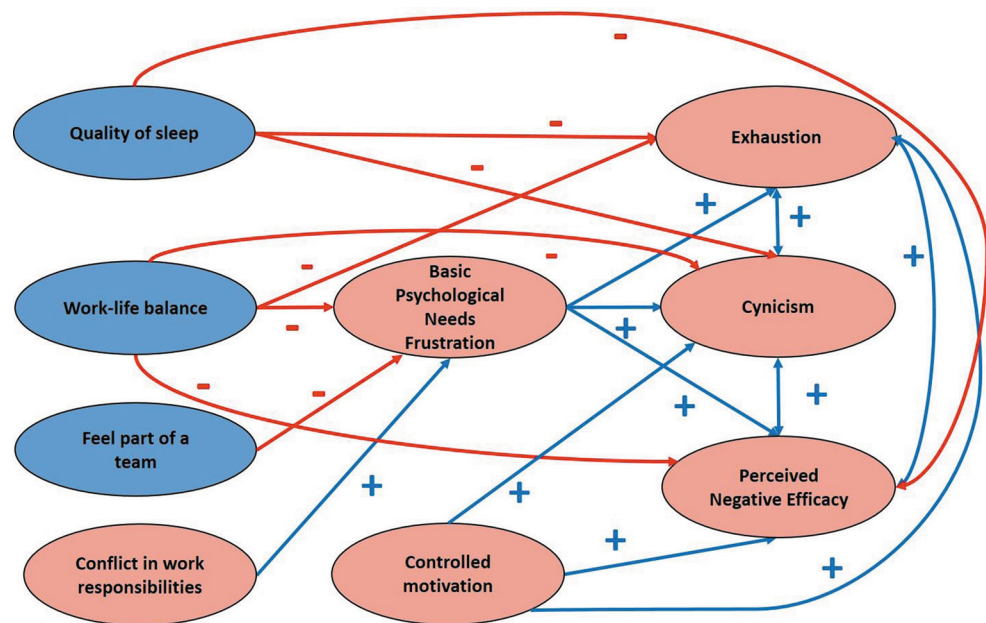 Quality of sleep
Exhaustion
Work-life balance
Basic
Psychological
Needs
Frustration
Cynicism
Feel part of a
team
Perceived
Negative Efficacy
Conflict in work
responsibilities
Controlled
motivation
-
-
-
-
-
-
-
-
+
+
+
+
+
+
+
+
+
+